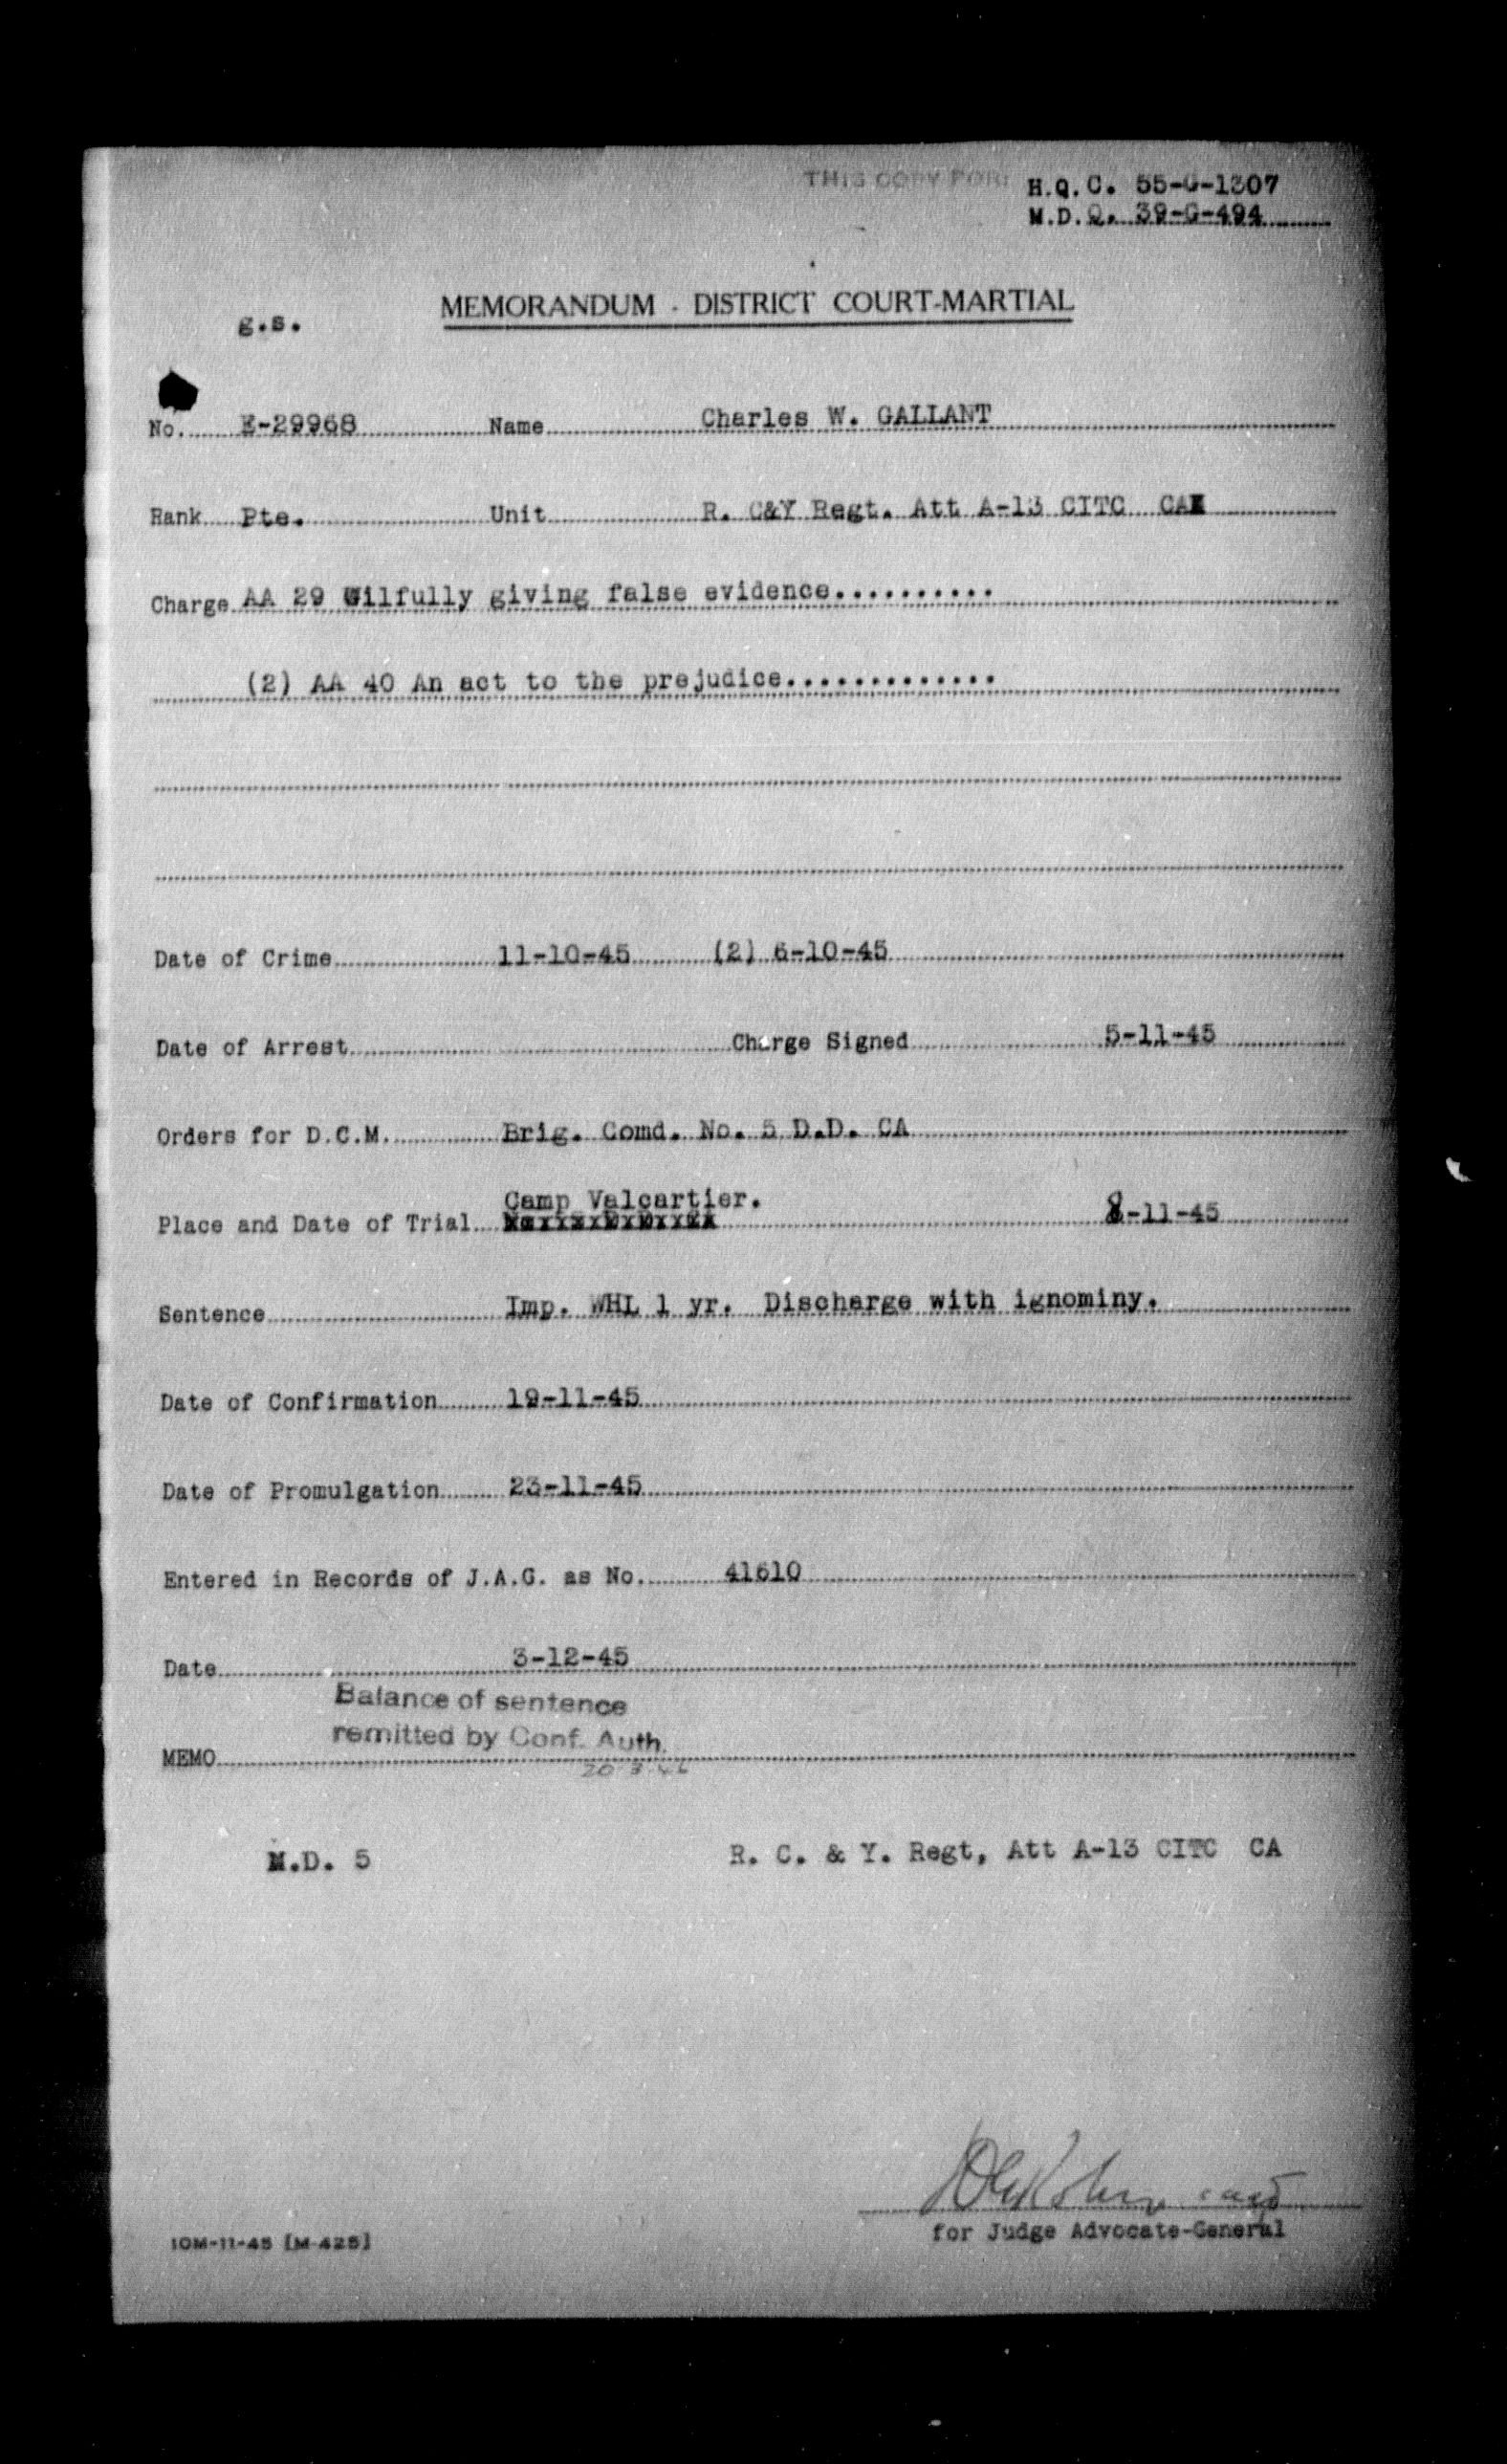 THIS COPY FOR:
H.Q.C. 55-G-1307
M.D.Q. 39-G-494
MEMORANDUM - DISTRICT COURT-MARTIAL
g.s.
No. E-29968 Name Charles W. GALLANT
Rank Pte. Unit R. C&Y Regt. Att A-13 CITC CA
Charge AA 29 Wilfully giving false evidence..........
(2) AA 40 An act to the prejudice.............
Date of Crime 11-10-45 (2) 6-10-45
Date of Arrest Charge Signed 5-11-45
Orders for D.C.M. Brig. Comd. No. 5 D.D. CA
Camp Valcartier.
Place and Date of Trial 8-11-45
Sentence Imp. WHL 1 yr. Discharge with ignominy.
Date of Confirmation 19-11-45
Date of Promulgation 23-11-45
Entered in Records of J.A.G. as No. 41610
Date 3-12-45
Balance of sentence
remitted by Conf. Auth.
MEMO
20-3-46
M.D. 5 R. C. & Y. Regt, Att A-13 CITC CA
for Judge Advocate-General
10M-11-45 [M-425]